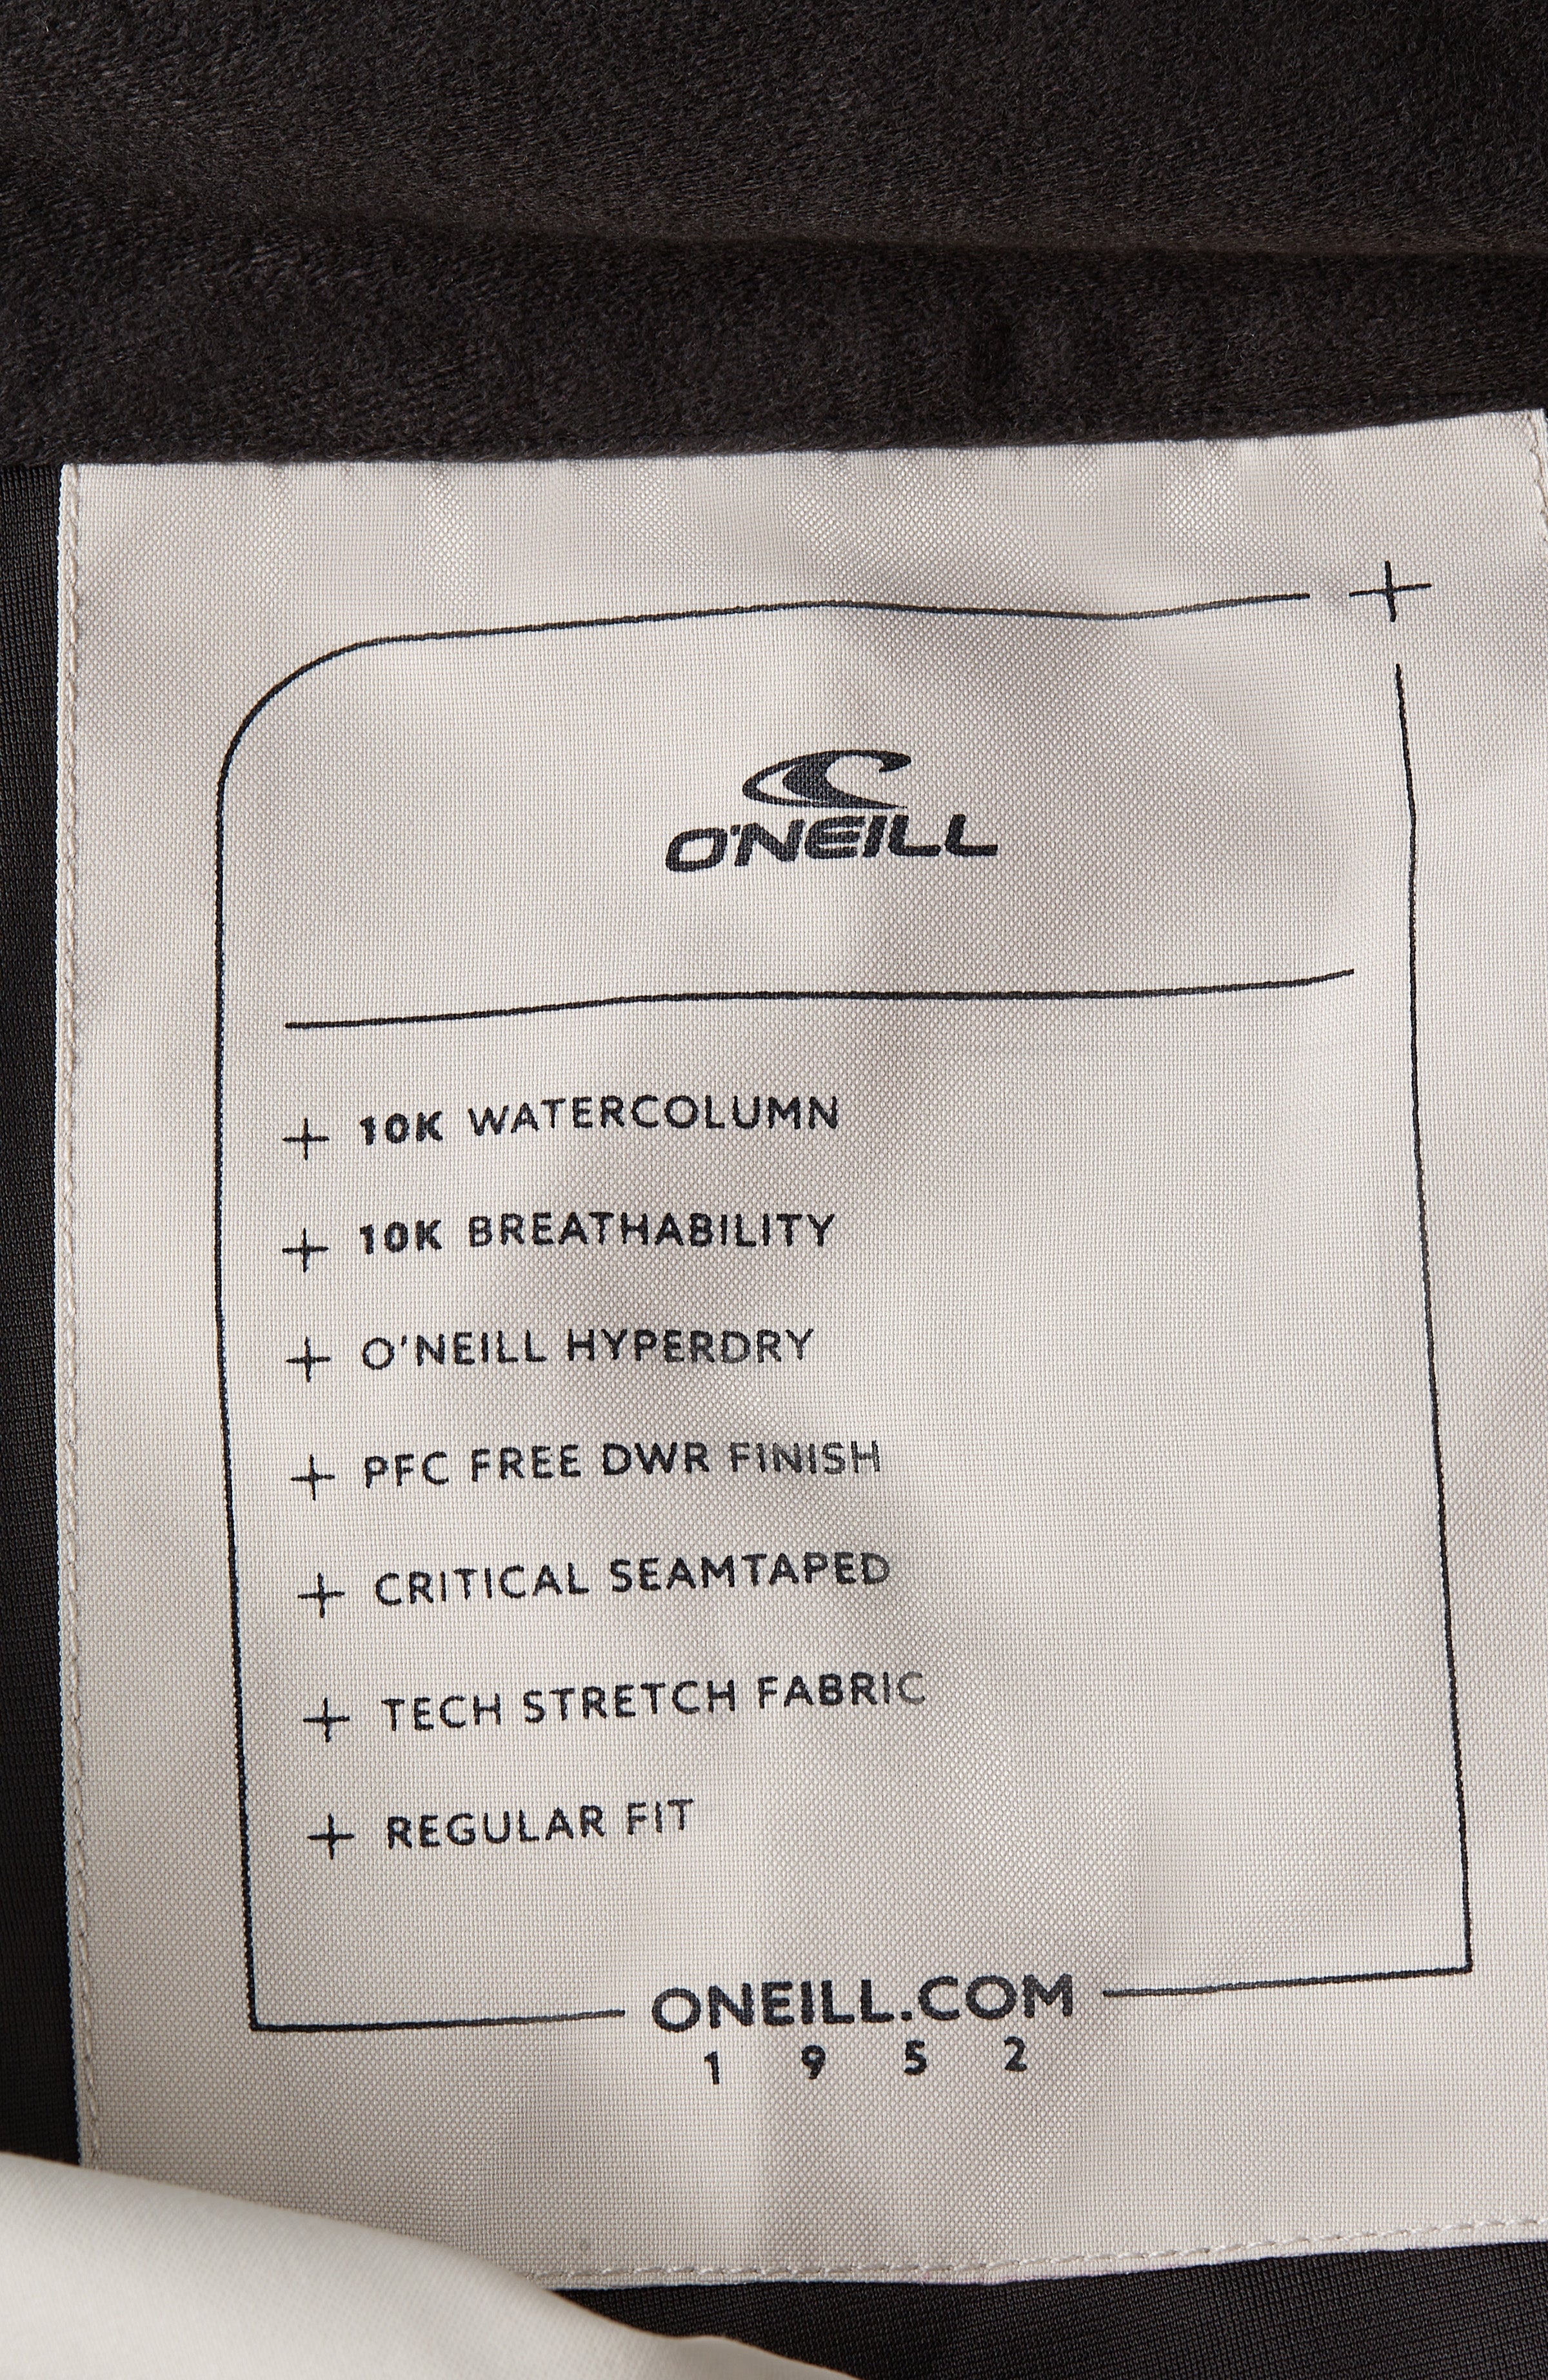 O'NEILL
+ 10K WATERCOLUMN
+ 10K BREATHABILITY
+ O'NEILL HYPERDRY
+ PFC FREE DWR FINISH
+ CRITICAL SEAMTAPED
+ TECH STRETCH FABRIC
+ REGULAR FIT
ONEILL.COM
1 9 5 2